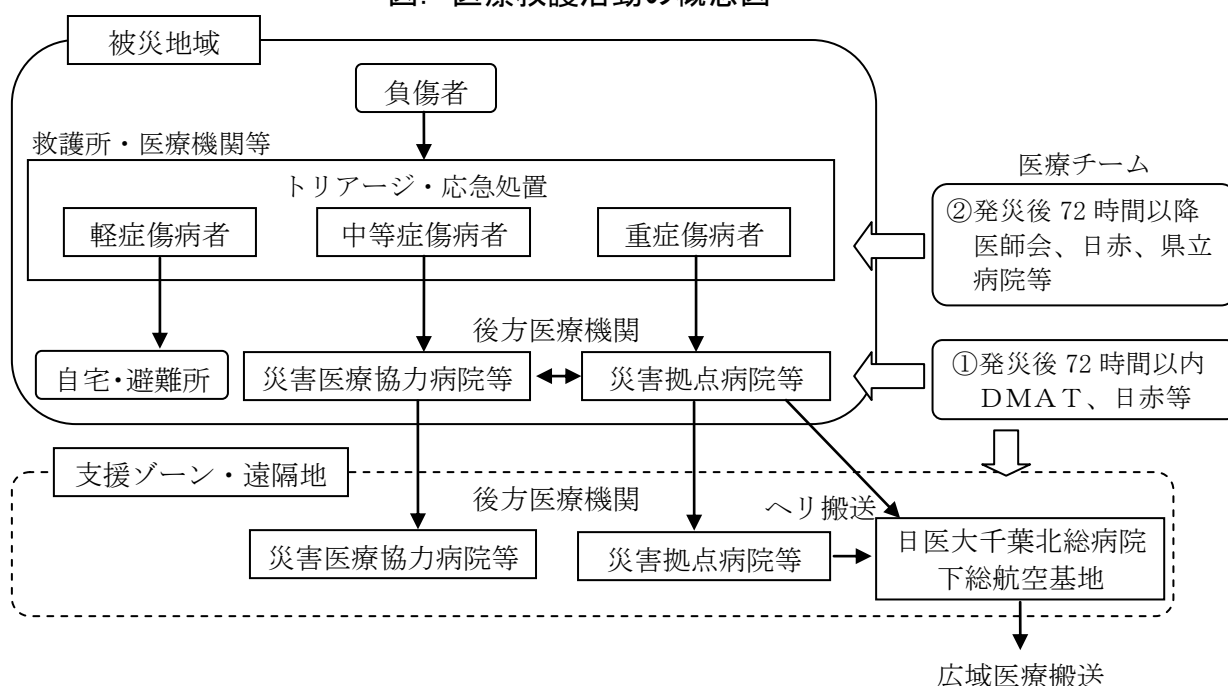 図. 医療救護活動の概念図
被災地域
負傷者
救護所・医療機関等
トリアージ・応急処置
軽症傷病者
中等症傷病者
重症傷病者
医療チーム
②発災後 72 時間以降
医師会、日赤、県立
病院等
後方医療機関
自宅・避難所
災害医療協力病院等
災害拠点病院等
①発災後 72 時間以内
DMAT、日赤等
支援ゾーン・遠隔地
後方医療機関
ヘリ搬送
災害医療協力病院等
災害拠点病院等
日医大千葉北総病院
下総航空基地
広域医療搬送